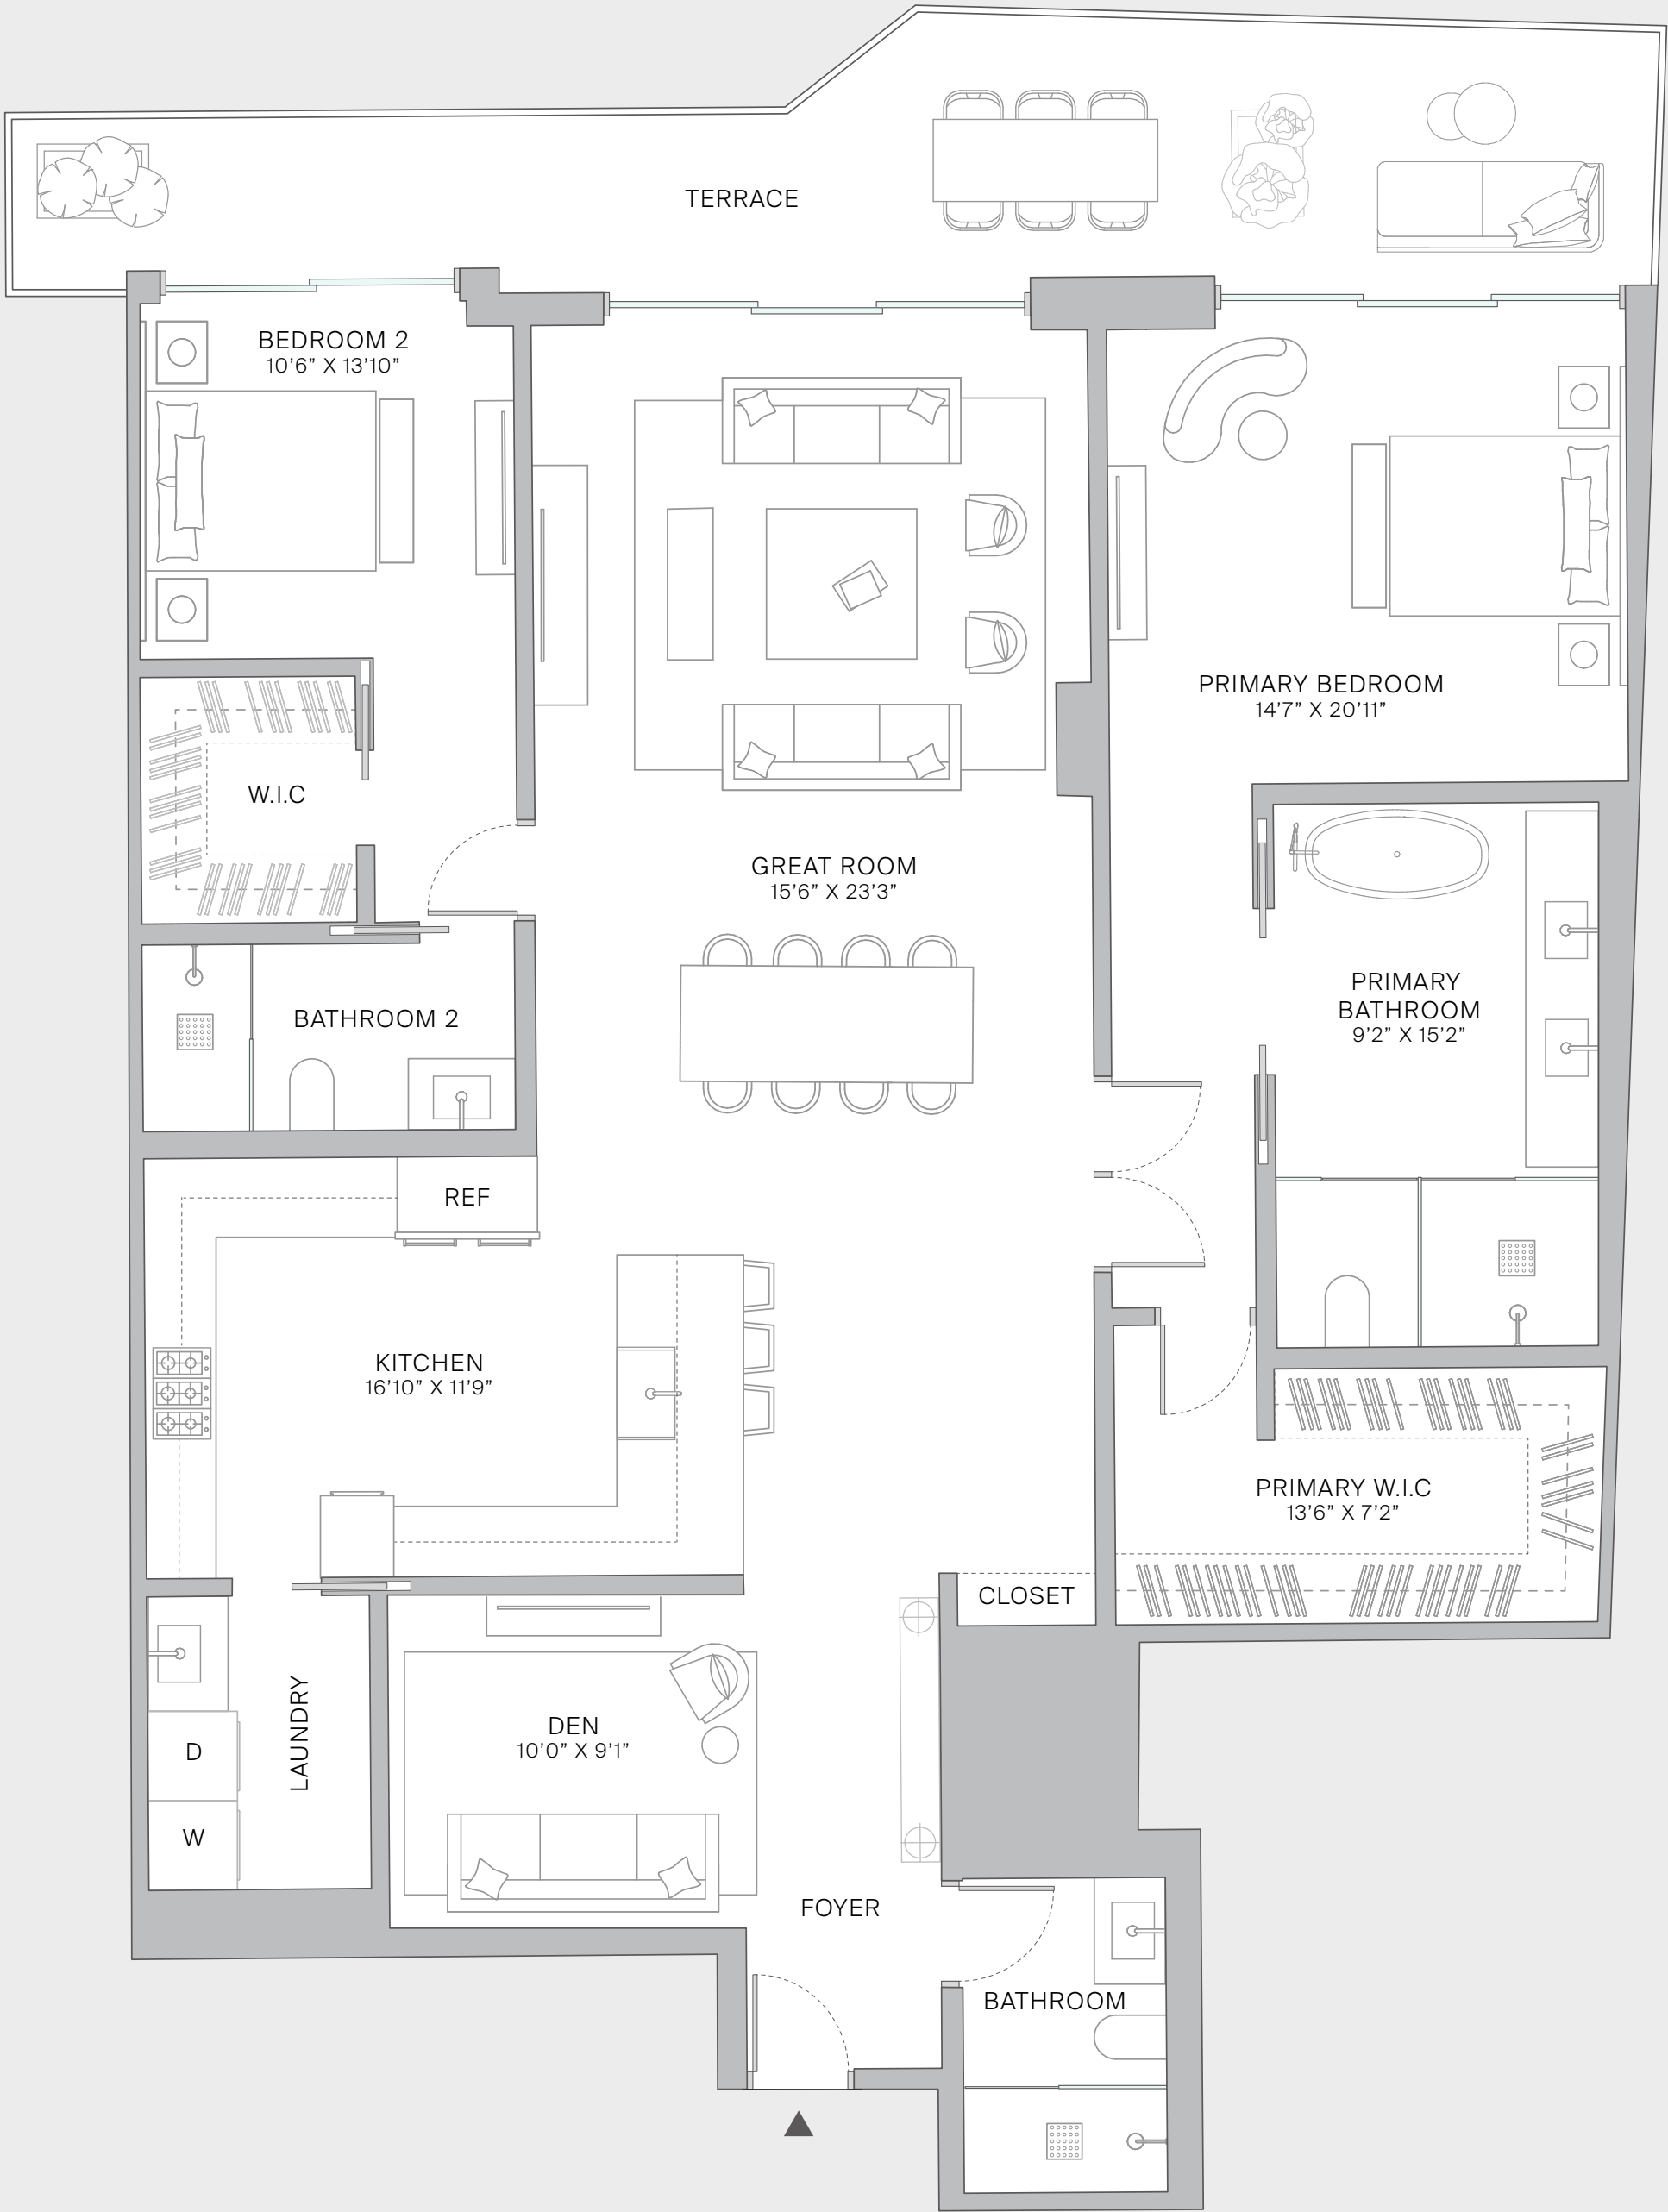 TERRACE
BEDROOM 2
10’6” X 13’10”
PRIMARY BEDROOM
14’7” X 20’11”
W.I.C
GREAT ROOM
15’6” X 23’3”
PRIMARY
BATHROOM
9’2” X 15’2”
BATHROOM 2
REF
KITCHEN
16’10” X 11’9”
PRIMARY W.I.C
13’6” X 7’2”
CLOSET
LAUNDRY
DEN
10’0” X 9’1”
D
W
FOYER
BATHROOM